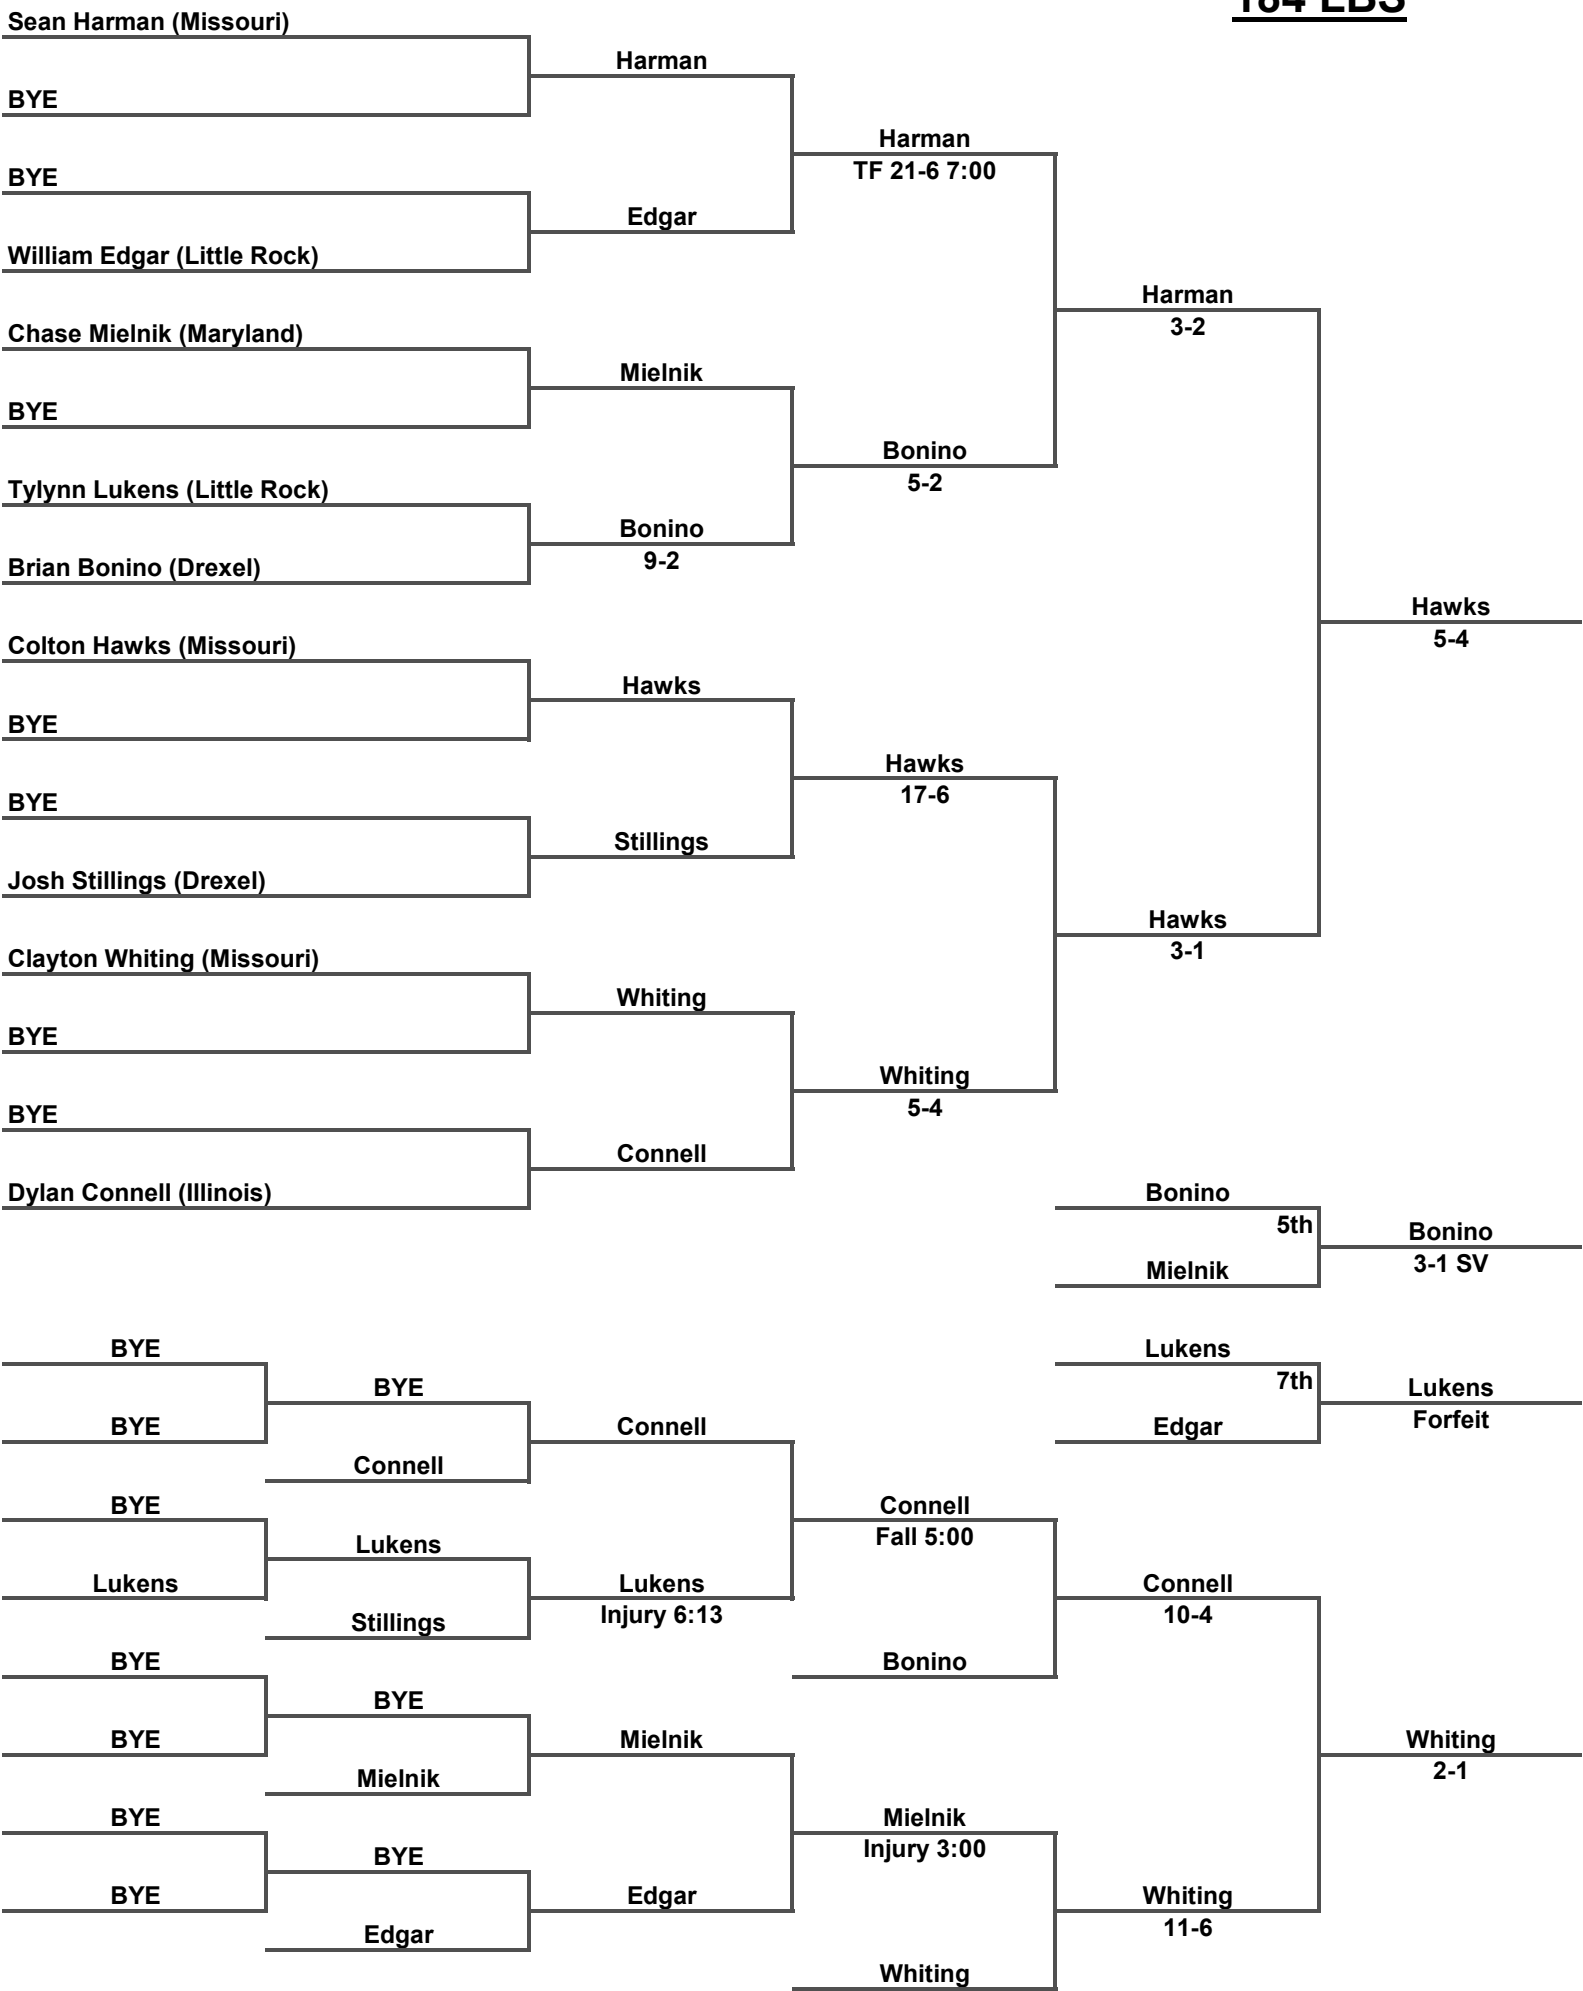 184 LBS
Sean Harman (Missouri)
Harman
BYE
Harman
TF 21-6 7:00
BYE
Edgar
William Edgar (Little Rock)
Harman
3-2
Chase Mielnik (Maryland)
Mielnik
BYE
Bonino
5-2
Tylynn Lukens (Little Rock)
Bonino
9-2
Brian Bonino (Drexel)
Hawks
5-4
Colton Hawks (Missouri)
Hawks
BYE
Hawks
17-6
BYE
Stillings
Josh Stillings (Drexel)
Hawks
3-1
Clayton Whiting (Missouri)
Whiting
BYE
Whiting
5-4
BYE
Connell
Dylan Connell (Illinois)
Bonino
5th
Bonino
3-1 SV
Mielnik
BYE
Lukens
7th
BYE
Lukens
Forfeit
BYE
Connell
Edgar
Connell
BYE
Connell
Fall 5:00
Lukens
Lukens
Lukens
Injury 6:13
Connell
10-4
Stillings
BYE
Bonino
BYE
BYE
Mielnik
Whiting
2-1
Mielnik
BYE
Mielnik
Injury 3:00
BYE
BYE
Edgar
Whiting
11-6
Edgar
Whiting